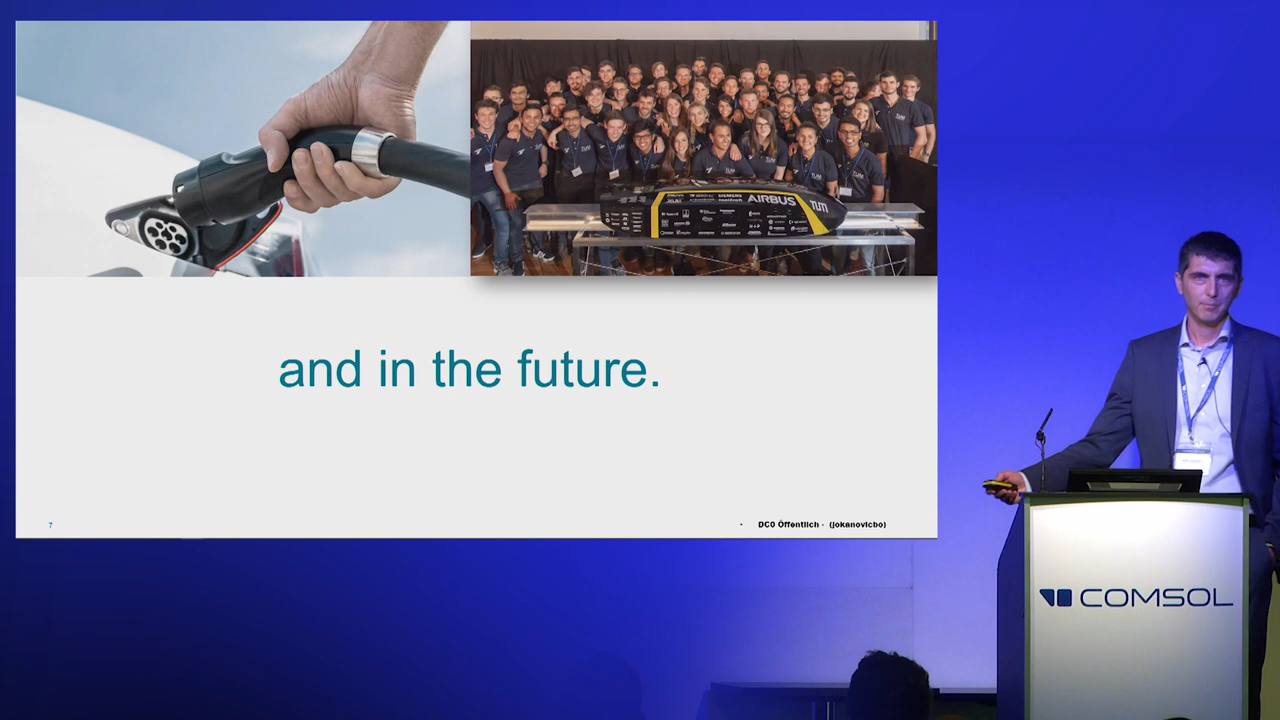 SIEMENS
AIRBUS
TUM
and in the future.
7
· DC0 Öffentlich - (jokanovicbo)
COMSOL